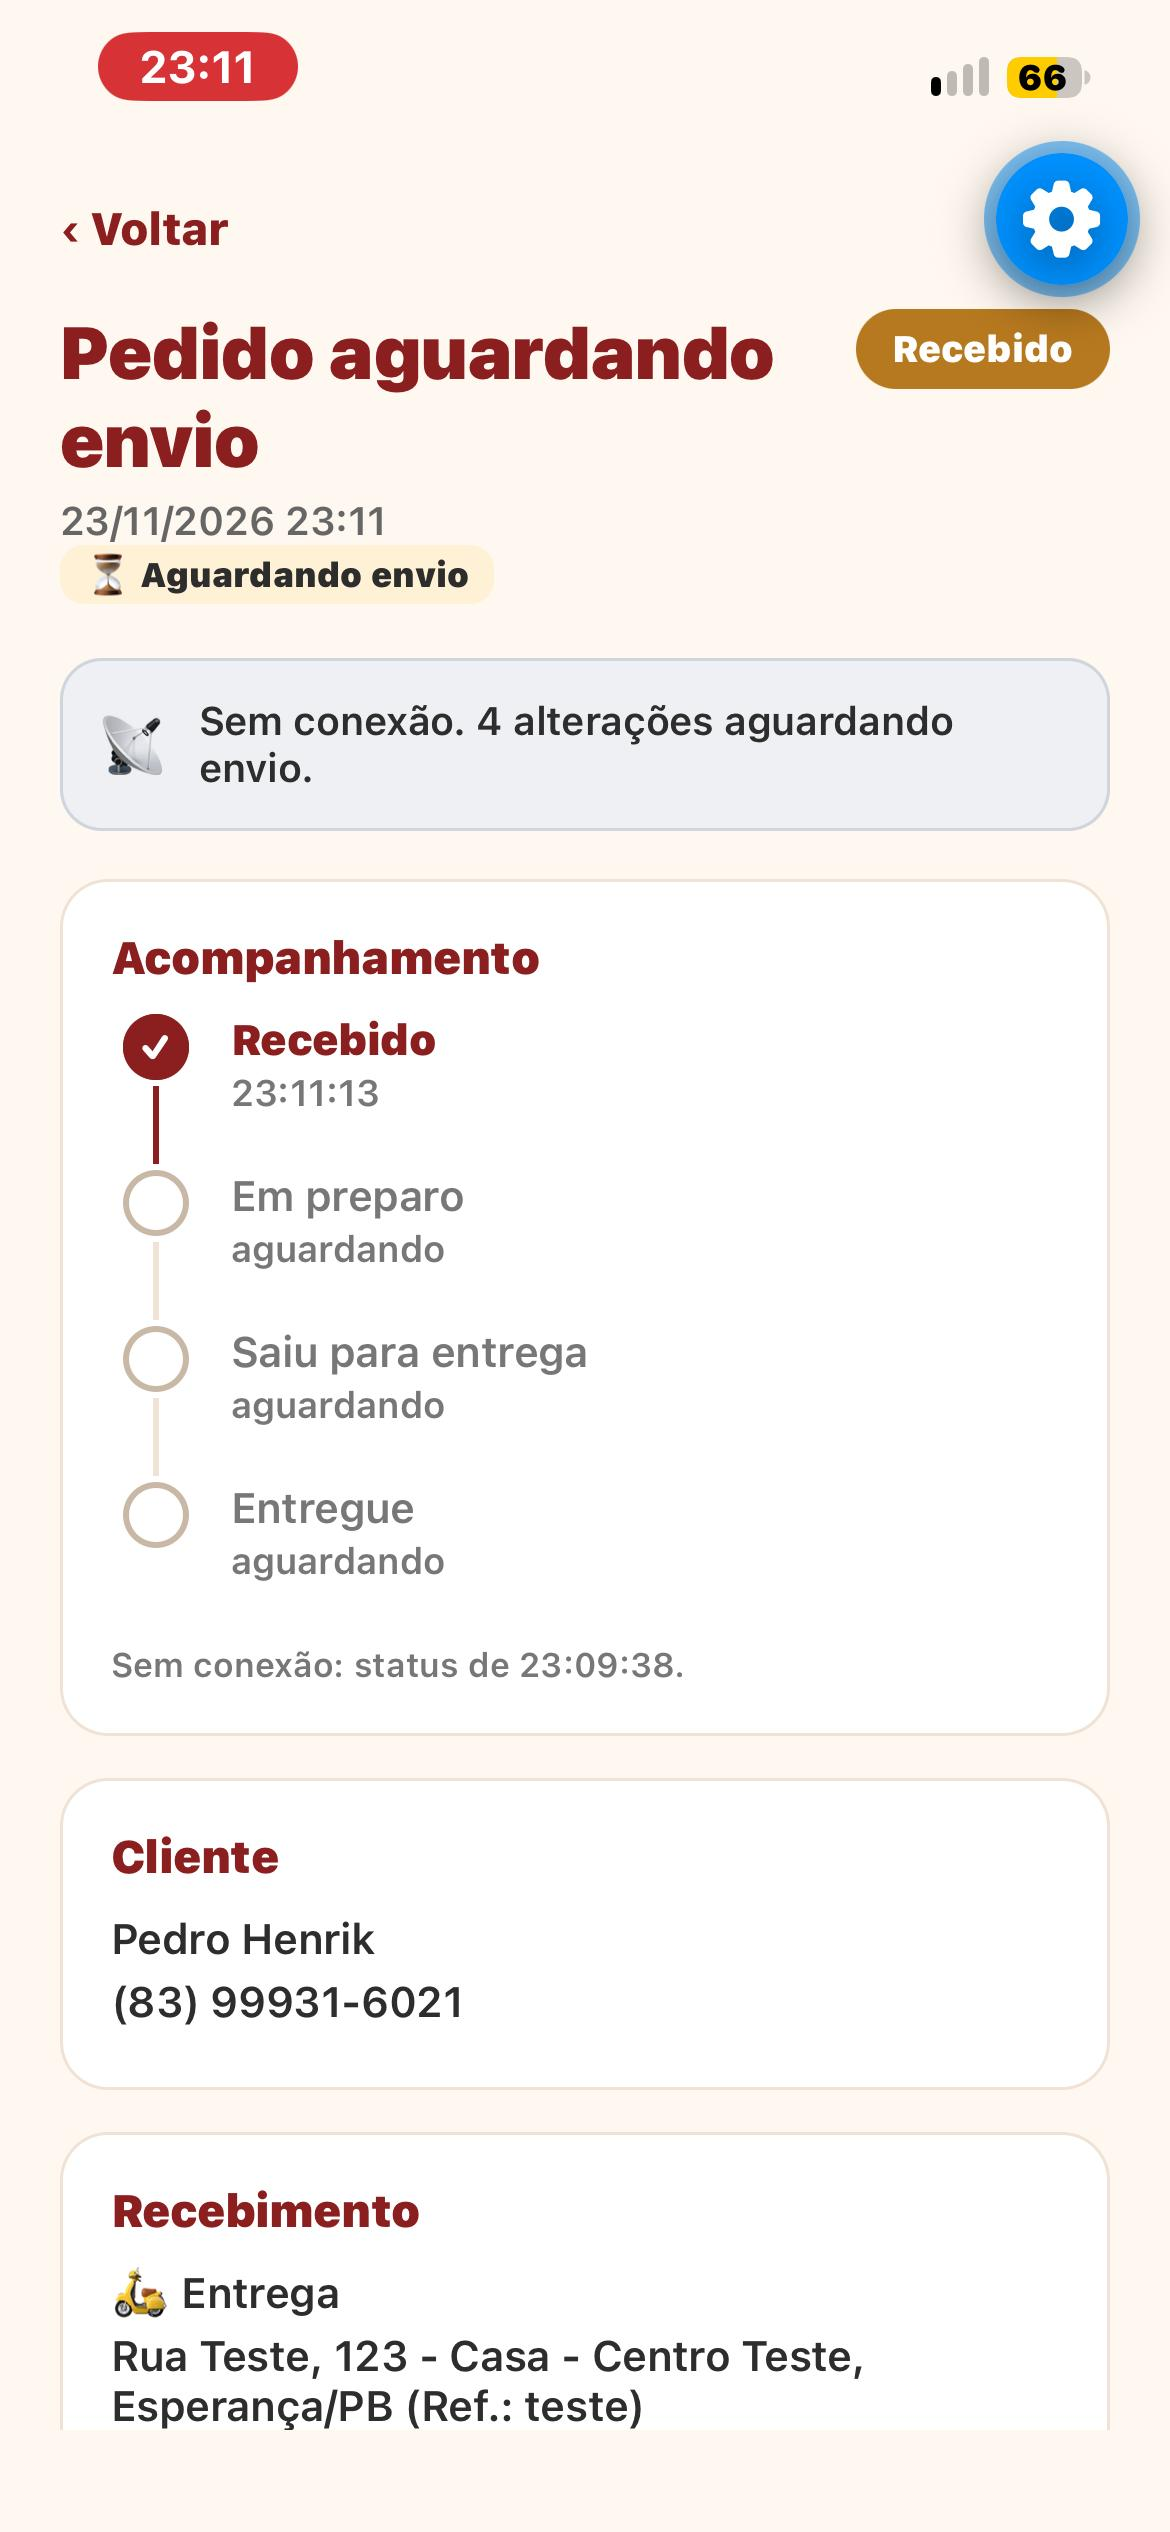 23:11
66
‹ Voltar
Pedido aguardando
envio
Recebido
23/11/2026 23:11
⏳ Aguardando envio
Sem conexão. 4 alterações aguardando
envio.
Acompanhamento
Recebido
23:11:13
Em preparo
aguardando
Saiu para entrega
aguardando
Entregue
aguardando
Sem conexão: status de 23:09:38.
Cliente
Pedro Henrik
(83) 99931-6021
Recebimento
🛵 Entrega
Rua Teste, 123 - Casa - Centro Teste,
Esperança/PB (Ref.: teste)